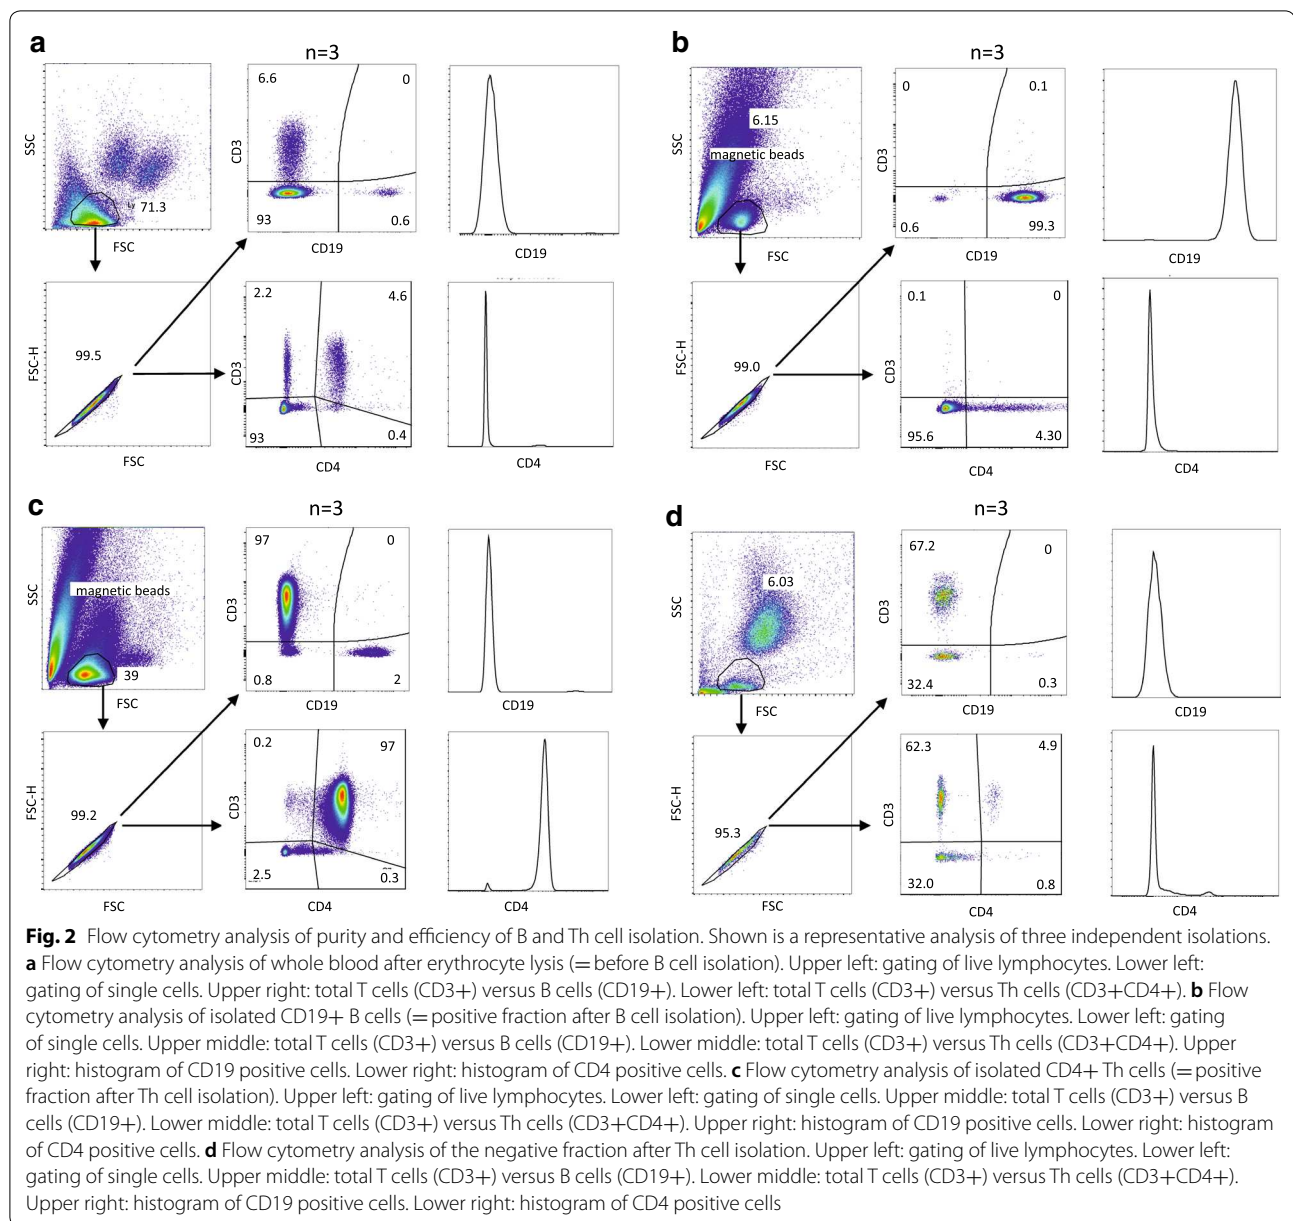 a
n=3
6.6
0
SSC
CD3
71.3
93
0.6
FSC
CD19
CD19
2.2
4.6
FSC-H
99.5
CD3
93
0.4
FSC
CD4
CD4
b
n=3
6.15
0
0.1
SSC
magnetic beads
CD3
0.6
99.3
FSC
CD19
CD19
0.1
0
FSC-H
99.0
CD3
95.6
4.30
FSC
CD4
CD4
c
n=3
97
0
SSC
magnetic beads
CD3
39
0.8
2
FSC
CD19
CD19
0.2
97
FSC-H
99.2
CD3
2.5
0.3
FSC
CD4
CD4
d
n=3
67.2
0
SSC
6.03
CD3
32.4
0.3
FSC
CD19
CD19
62.3
4.9
FSC-H
95.3
CD3
32.0
0.8
FSC
CD4
CD4
Fig. 2 Flow cytometry analysis of purity and efficiency of B and Th cell isolation. Shown is a representative analysis of three independent isolations.
a Flow cytometry analysis of whole blood after erythrocyte lysis (= before B cell isolation). Upper left: gating of live lymphocytes. Lower left:
gating of single cells. Upper right: total T cells (CD3+) versus B cells (CD19+). Lower left: total T cells (CD3+) versus Th cells (CD3+CD4+). b Flow
cytometry analysis of isolated CD19+ B cells (= positive fraction after B cell isolation). Upper left: gating of live lymphocytes. Lower left: gating
of single cells. Upper middle: total T cells (CD3+) versus B cells (CD19+). Lower middle: total T cells (CD3+) versus Th cells (CD3+CD4+). Upper
right: histogram of CD19 positive cells. Lower right: histogram of CD4 positive cells. c Flow cytometry analysis of isolated CD4+ Th cells (= positive
fraction after Th cell isolation). Upper left: gating of live lymphocytes. Lower left: gating of single cells. Upper middle: total T cells (CD3+) versus B
cells (CD19+). Lower middle: total T cells (CD3+) versus Th cells (CD3+CD4+). Upper right: histogram of CD19 positive cells. Lower right: histogram
of CD4 positive cells. d Flow cytometry analysis of the negative fraction after Th cell isolation. Upper left: gating of live lymphocytes. Lower left:
gating of single cells. Upper middle: total T cells (CD3+) versus B cells (CD19+). Lower middle: total T cells (CD3+) versus Th cells (CD3+CD4+).
Upper right: histogram of CD19 positive cells. Lower right: histogram of CD4 positive cells